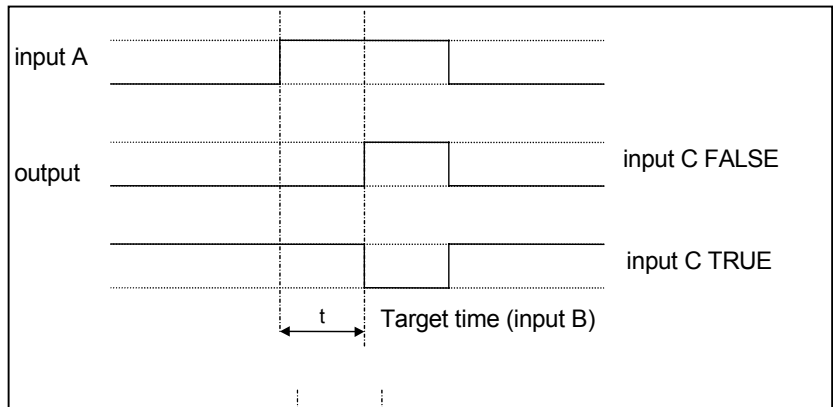 input A
output
input C FALSE
input C TRUE
t
Target time (input B)